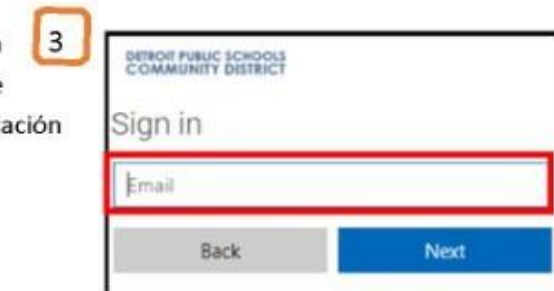 3
DETROIT PUBLIC SCHOOLS
COMMUNITY DISTRICT
Sign in
Email
Back
Next